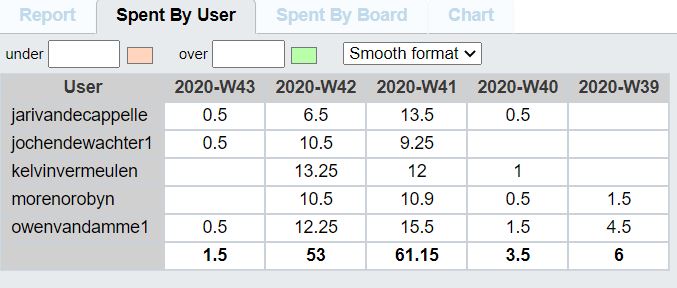 Report Spent By User Spent By Board Chart
under over Smooth format
User 2020-W43 2020-W42 2020-W41 2020-W40 2020-W39
jarivandecappelle 0.5 6.5 13.5 0.5
jochendewachter1 0.5 10.5 9.25
kelvinvermeulen 13.25 12 1
morenorobyn 10.5 10.9 0.5 1.5
owenvandamme1 0.5 12.25 15.5 1.5 4.5
1.5 53 61.15 3.5 6